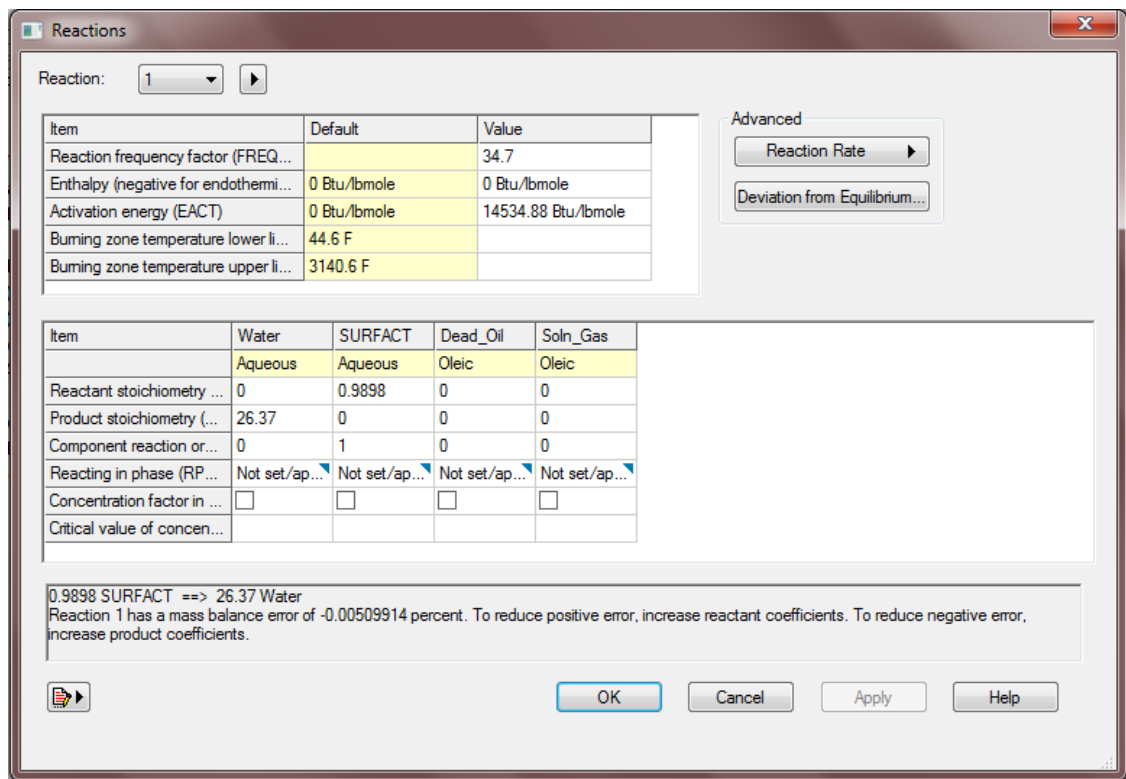 Reactions
Reaction: 1
Item Default Value
Reaction frequency factor (FREQ... 34.7
Enthalpy (negative for endothermi... 0 Btu/lbmole 0 Btu/lbmole
Activation energy (EACT) 0 Btu/lbmole 14534.88 Btu/lbmole
Burning zone temperature lower li... 44.6 F
Burning zone temperature upper li... 3140.6 F
Advanced
Reaction Rate
Deviation from Equilibrium...
Item Water SURFACT Dead_Oil Soln_Gas
Aqueous Aqueous Oleic Oleic
Reactant stoichiometry ... 0 0.9898 0 0
Product stoichiometry (... 26.37 0 0 0
Component reaction or... 0 1 0 0
Reacting in phase (RP... Not set/ap... Not set/ap... Not set/ap... Not set/ap...
Concentration factor in ...
Critical value of concen...
0.9898 SURFACT ==> 26.37 Water
Reaction 1 has a mass balance error of -0.00509914 percent. To reduce positive error, increase reactant coefficients. To reduce negative error,
increase product coefficients.
OK Cancel Apply Help